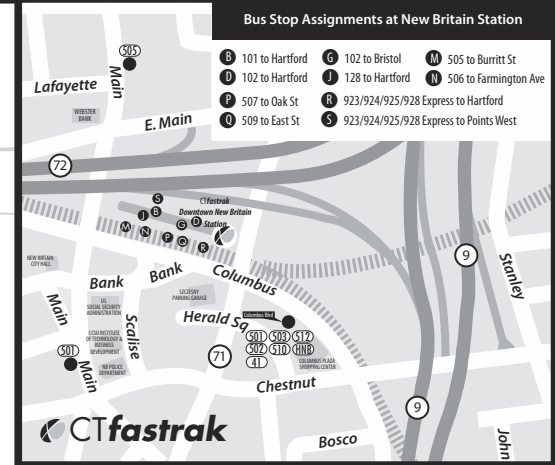 Bus Stop Assignments at New Britain Station
B 101 to Hartford
G 102 to Bristol
M 505 to Burritt St
D 102 to Hartford
J 128 to Hartford
N 506 to Farmington Ave
P 507 to Oak St
R 923/924/925/928 Express to Hartford
Q 509 to East St
S 923/924/925/928 Express to Points West
505
Main
Lafayette
WEBSTER
BANK
E. Main
72
S
CTfastrak
Downtown New Britain
Station
J
B
G
D
M
N
P
Q
R
9
Stanley
NEW BRITAIN
CITY HALL
Bank
Bank
Columbus
Main
US
SOCIAL SECURITY
ADMINISTRATION
SZCZESNY
PARKING GARAGE
Scalise
Herald Sq
Columbus Blvd
CCSU INSTITUTE
OF TECHNOLOGY &
BUSINESS
DEVELOPMENT
501 503 512
502 510 HNB
41
501
Main
NB POLICE
DEPARTMENT
71
COLUMBUS PLAZA
SHOPPING CENTER
Chestnut
9
CTfastrak
Bosco
John